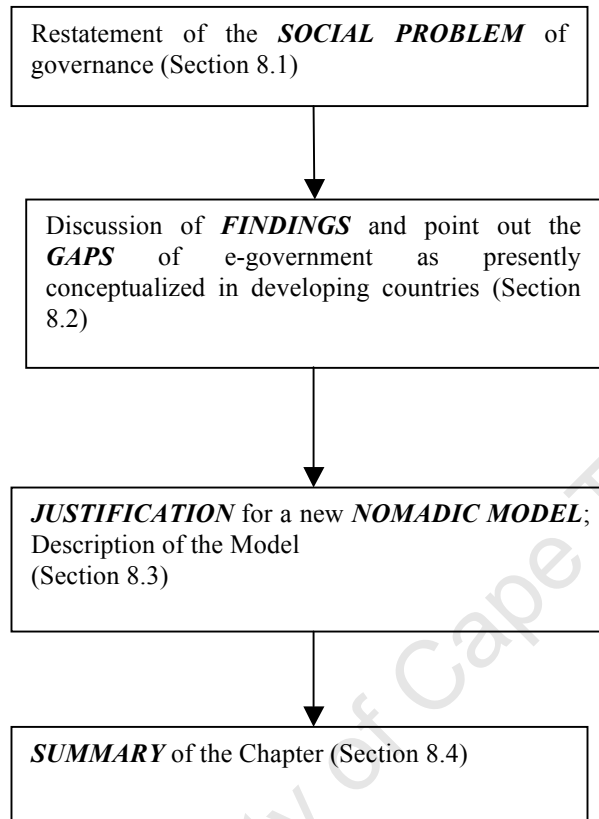 Restatement of the SOCIAL PROBLEM of
governance (Section 8.1)
Discussion of FINDINGS and point out the
GAPS of e-government as presently
conceptualized in developing countries (Section
8.2)
JUSTIFICATION for a new NOMADIC MODEL;
Description of the Model
(Section 8.3)
SUMMARY of the Chapter (Section 8.4)
of Cape